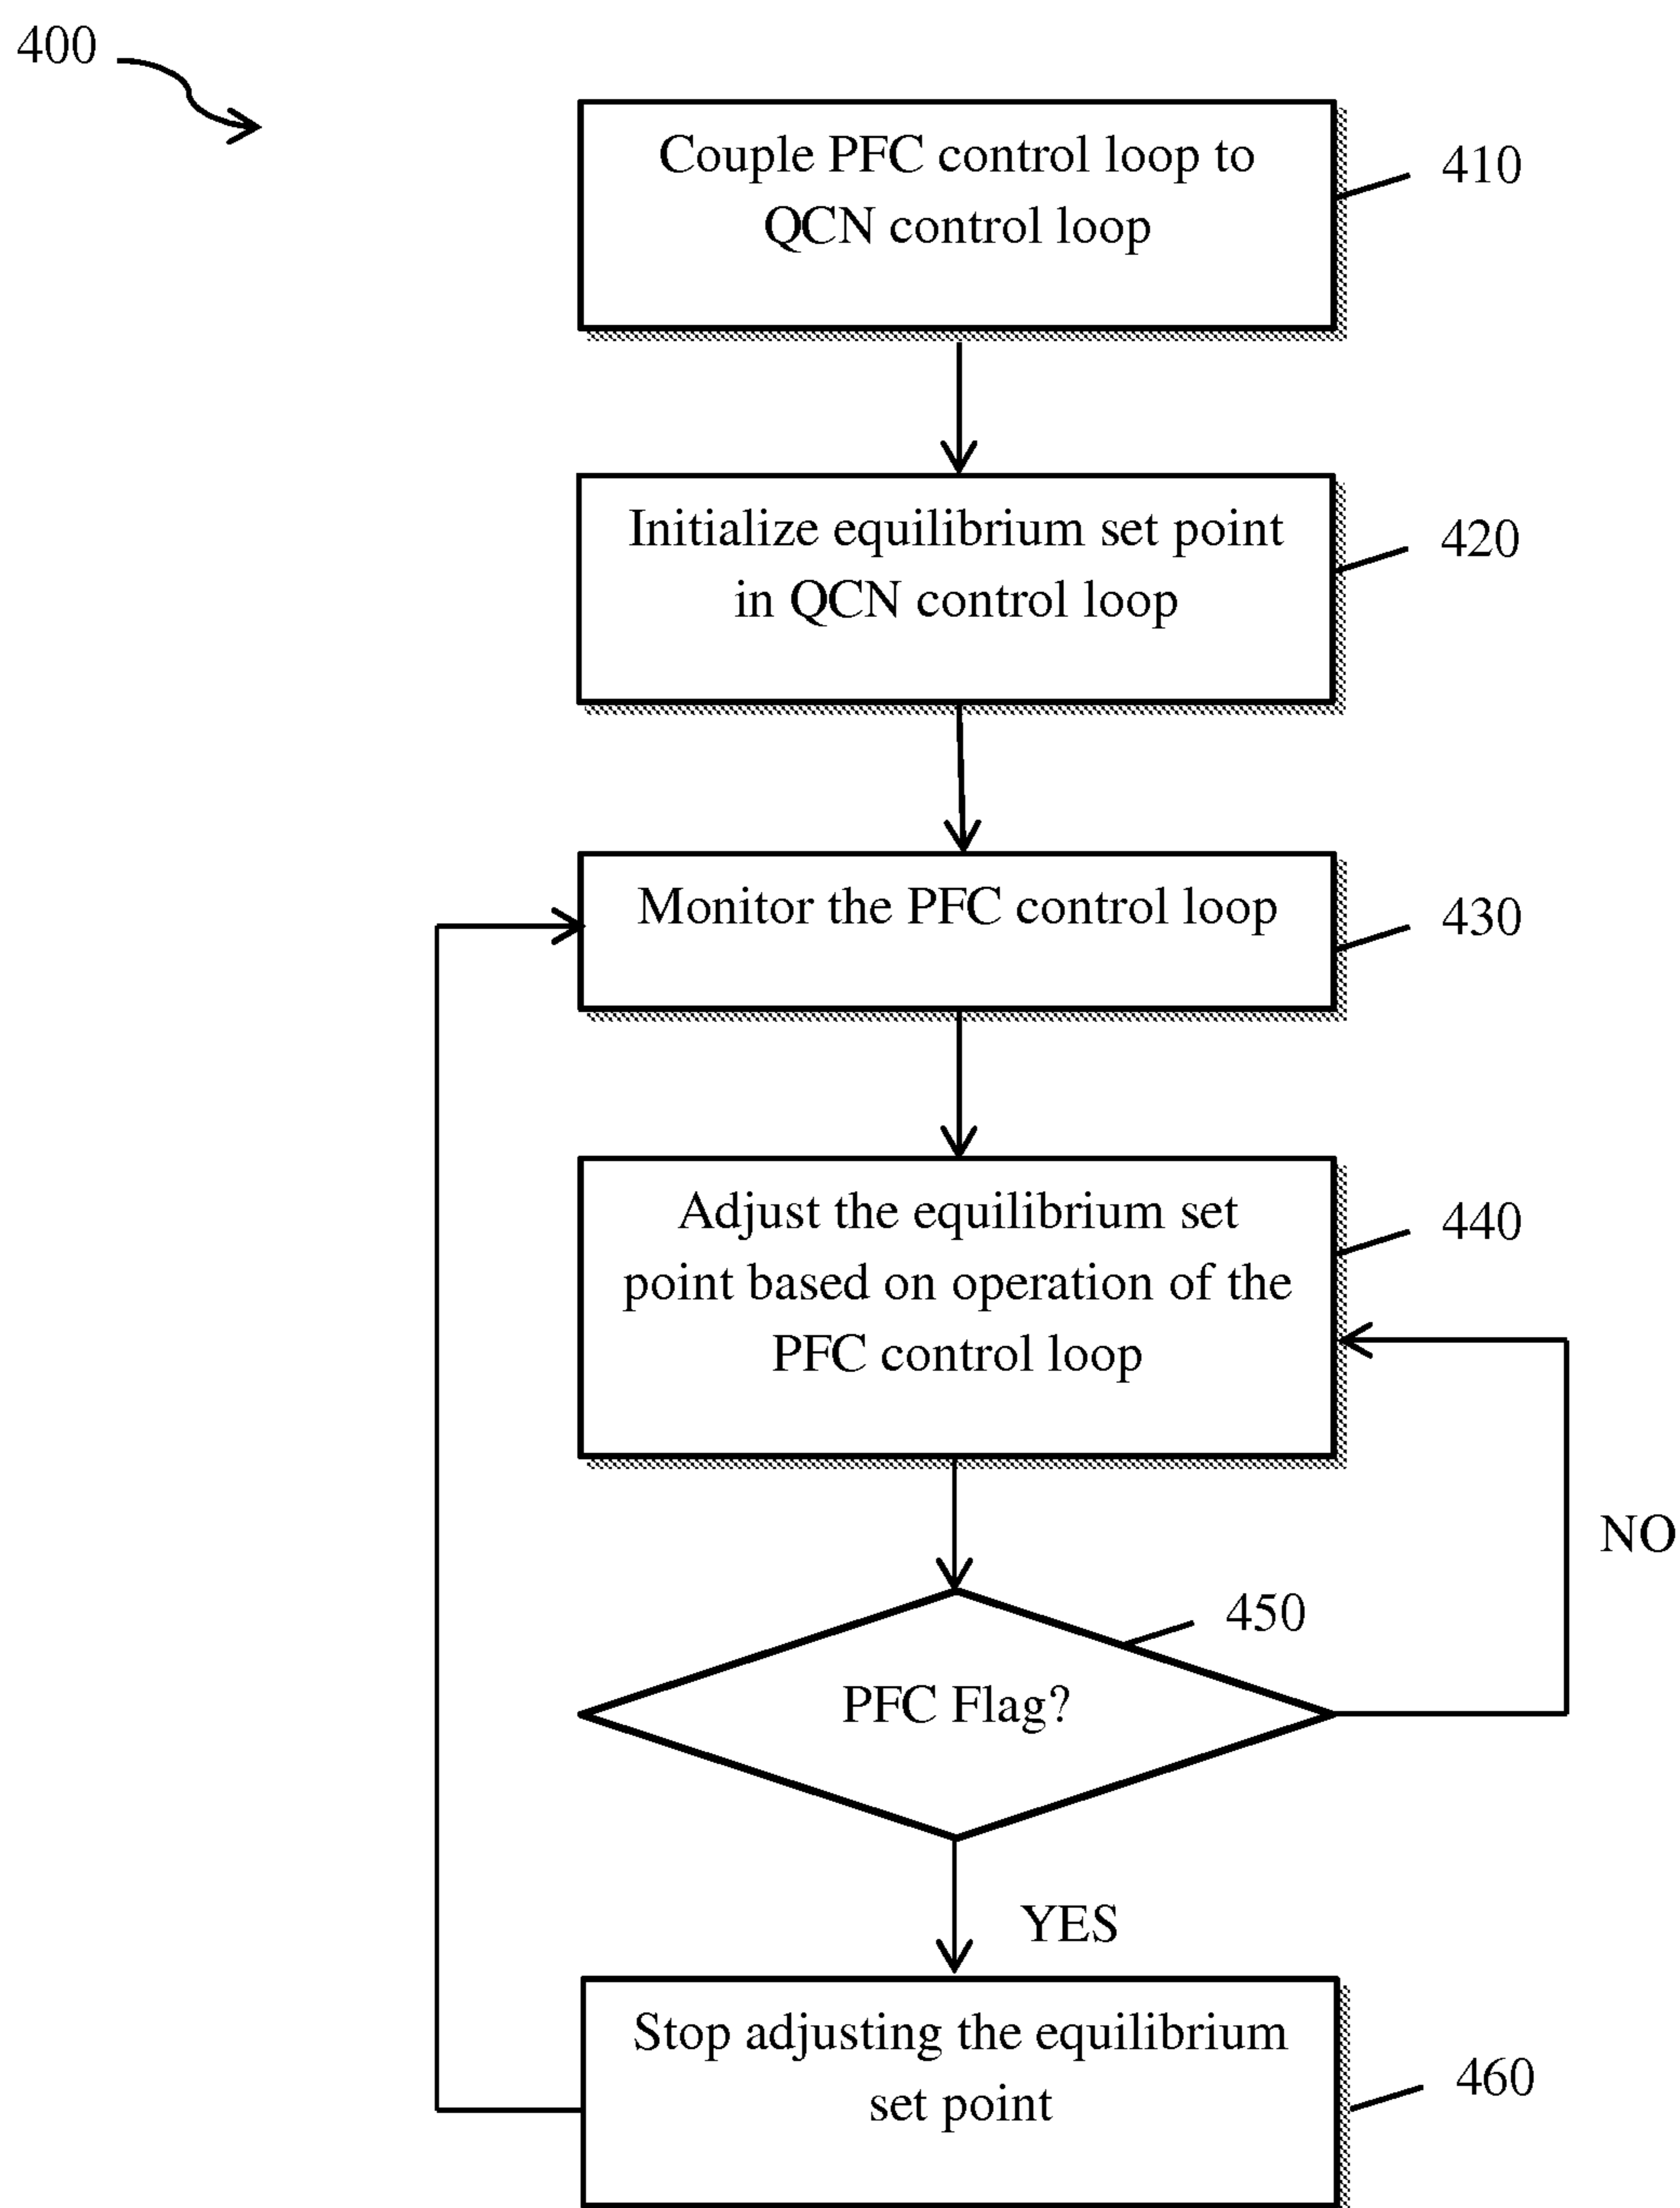 400
Couple PFC control loop to
QCN control loop
410
Initialize equilibrium set point
in QCN control loop
420
Monitor the PFC control loop
430
Adjust the equilibrium set
point based on operation of the
PFC control loop
440
NO
450
PFC Flag?
YES
Stop adjusting the equilibrium
set point
460